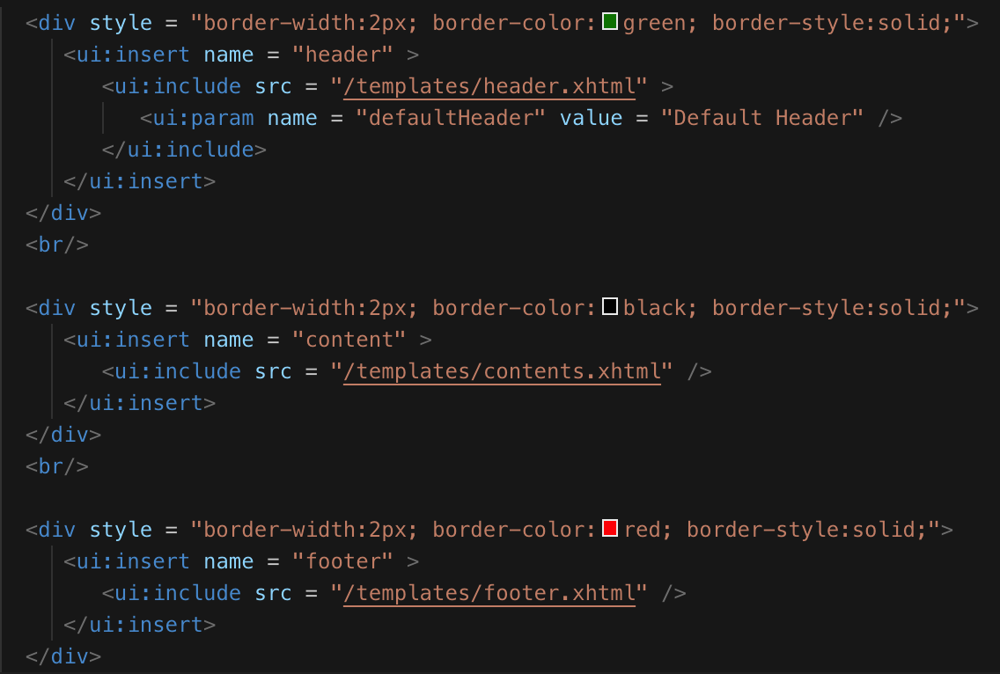 <div style = "border-width:2px; border-color:green; border-style:solid;">
<ui:insert name = "header" >
<ui:include src = "/templates/header.xhtml" >
<ui:param name = "defaultHeader" value = "Default Header" />
</ui:include>
</ui:insert>
</div>
<br/>
<div style = "border-width:2px; border-color:black; border-style:solid;">
<ui:insert name = "content" >
<ui:include src = "/templates/contents.xhtml" />
</ui:insert>
</div>
<br/>
<div style = "border-width:2px; border-color:red; border-style:solid;">
<ui:insert name = "footer" >
<ui:include src = "/templates/footer.xhtml" />
</ui:insert>
</div>